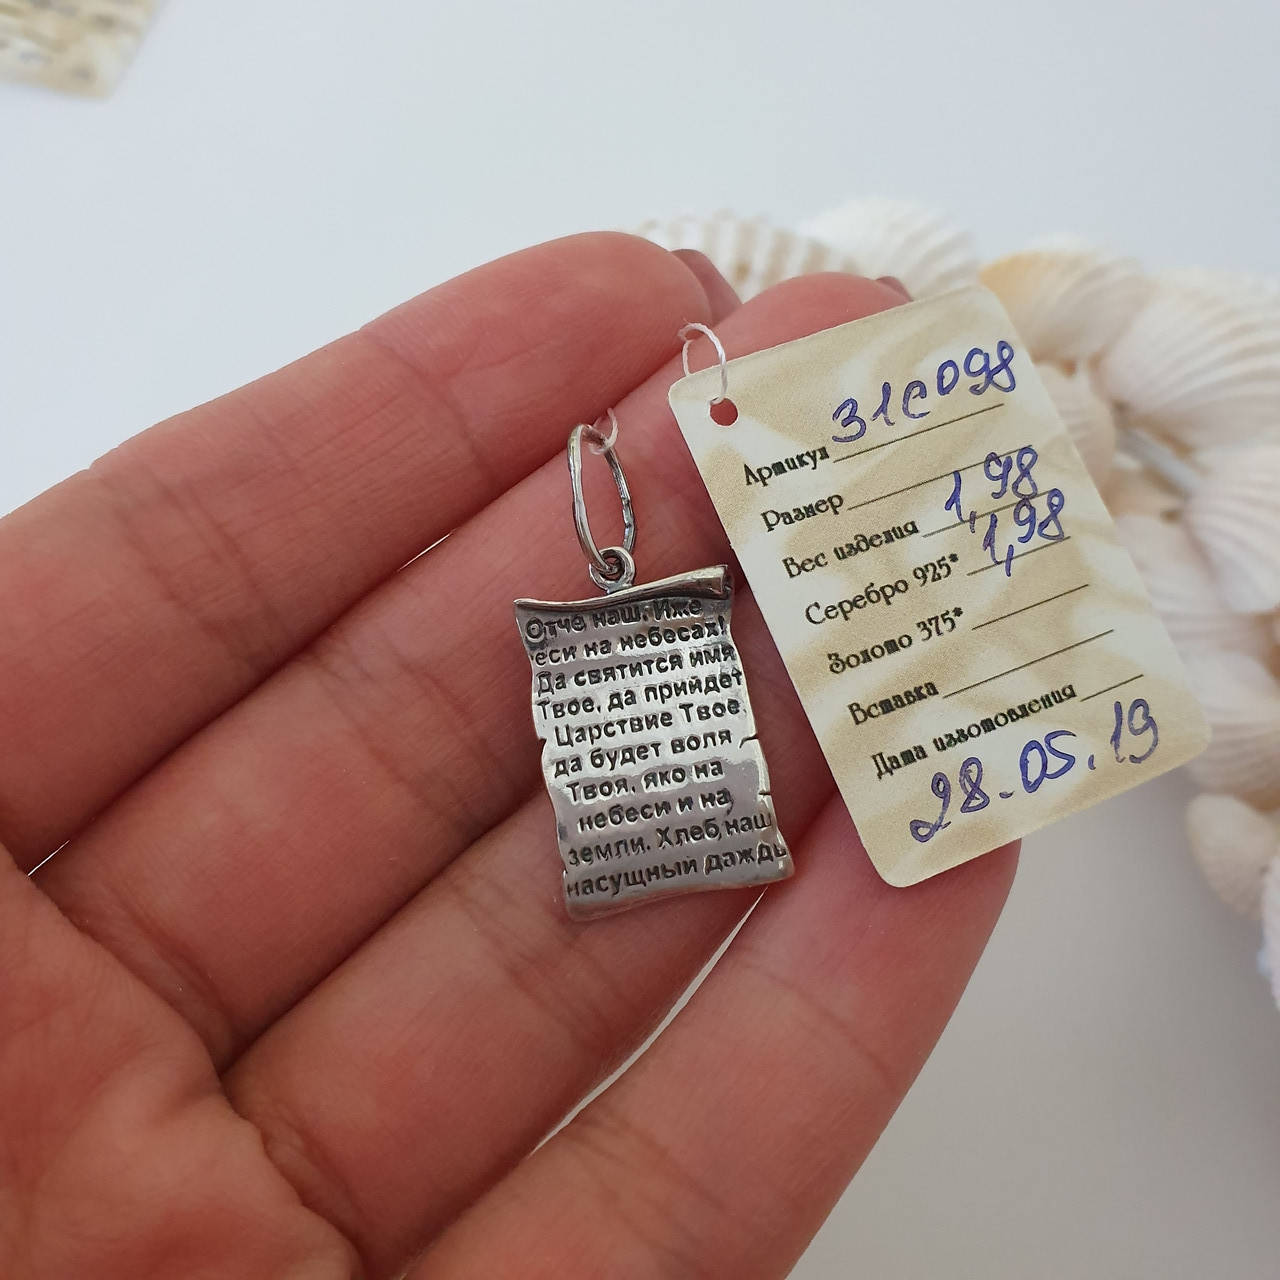 Отче наш, Иже
еси на небесах!
Да святится имя
Твое, да прийдет
Царствие Твое,
да будет воля
Твоя, яко на
небеси и на
земли. Хлеб наш
насущный даждь
Артикул 31С098
Размер
Вес изделия 1,98
Серебро 925* 1,98
Золото 375*
Вставка
Дата изготовления
28.05.19